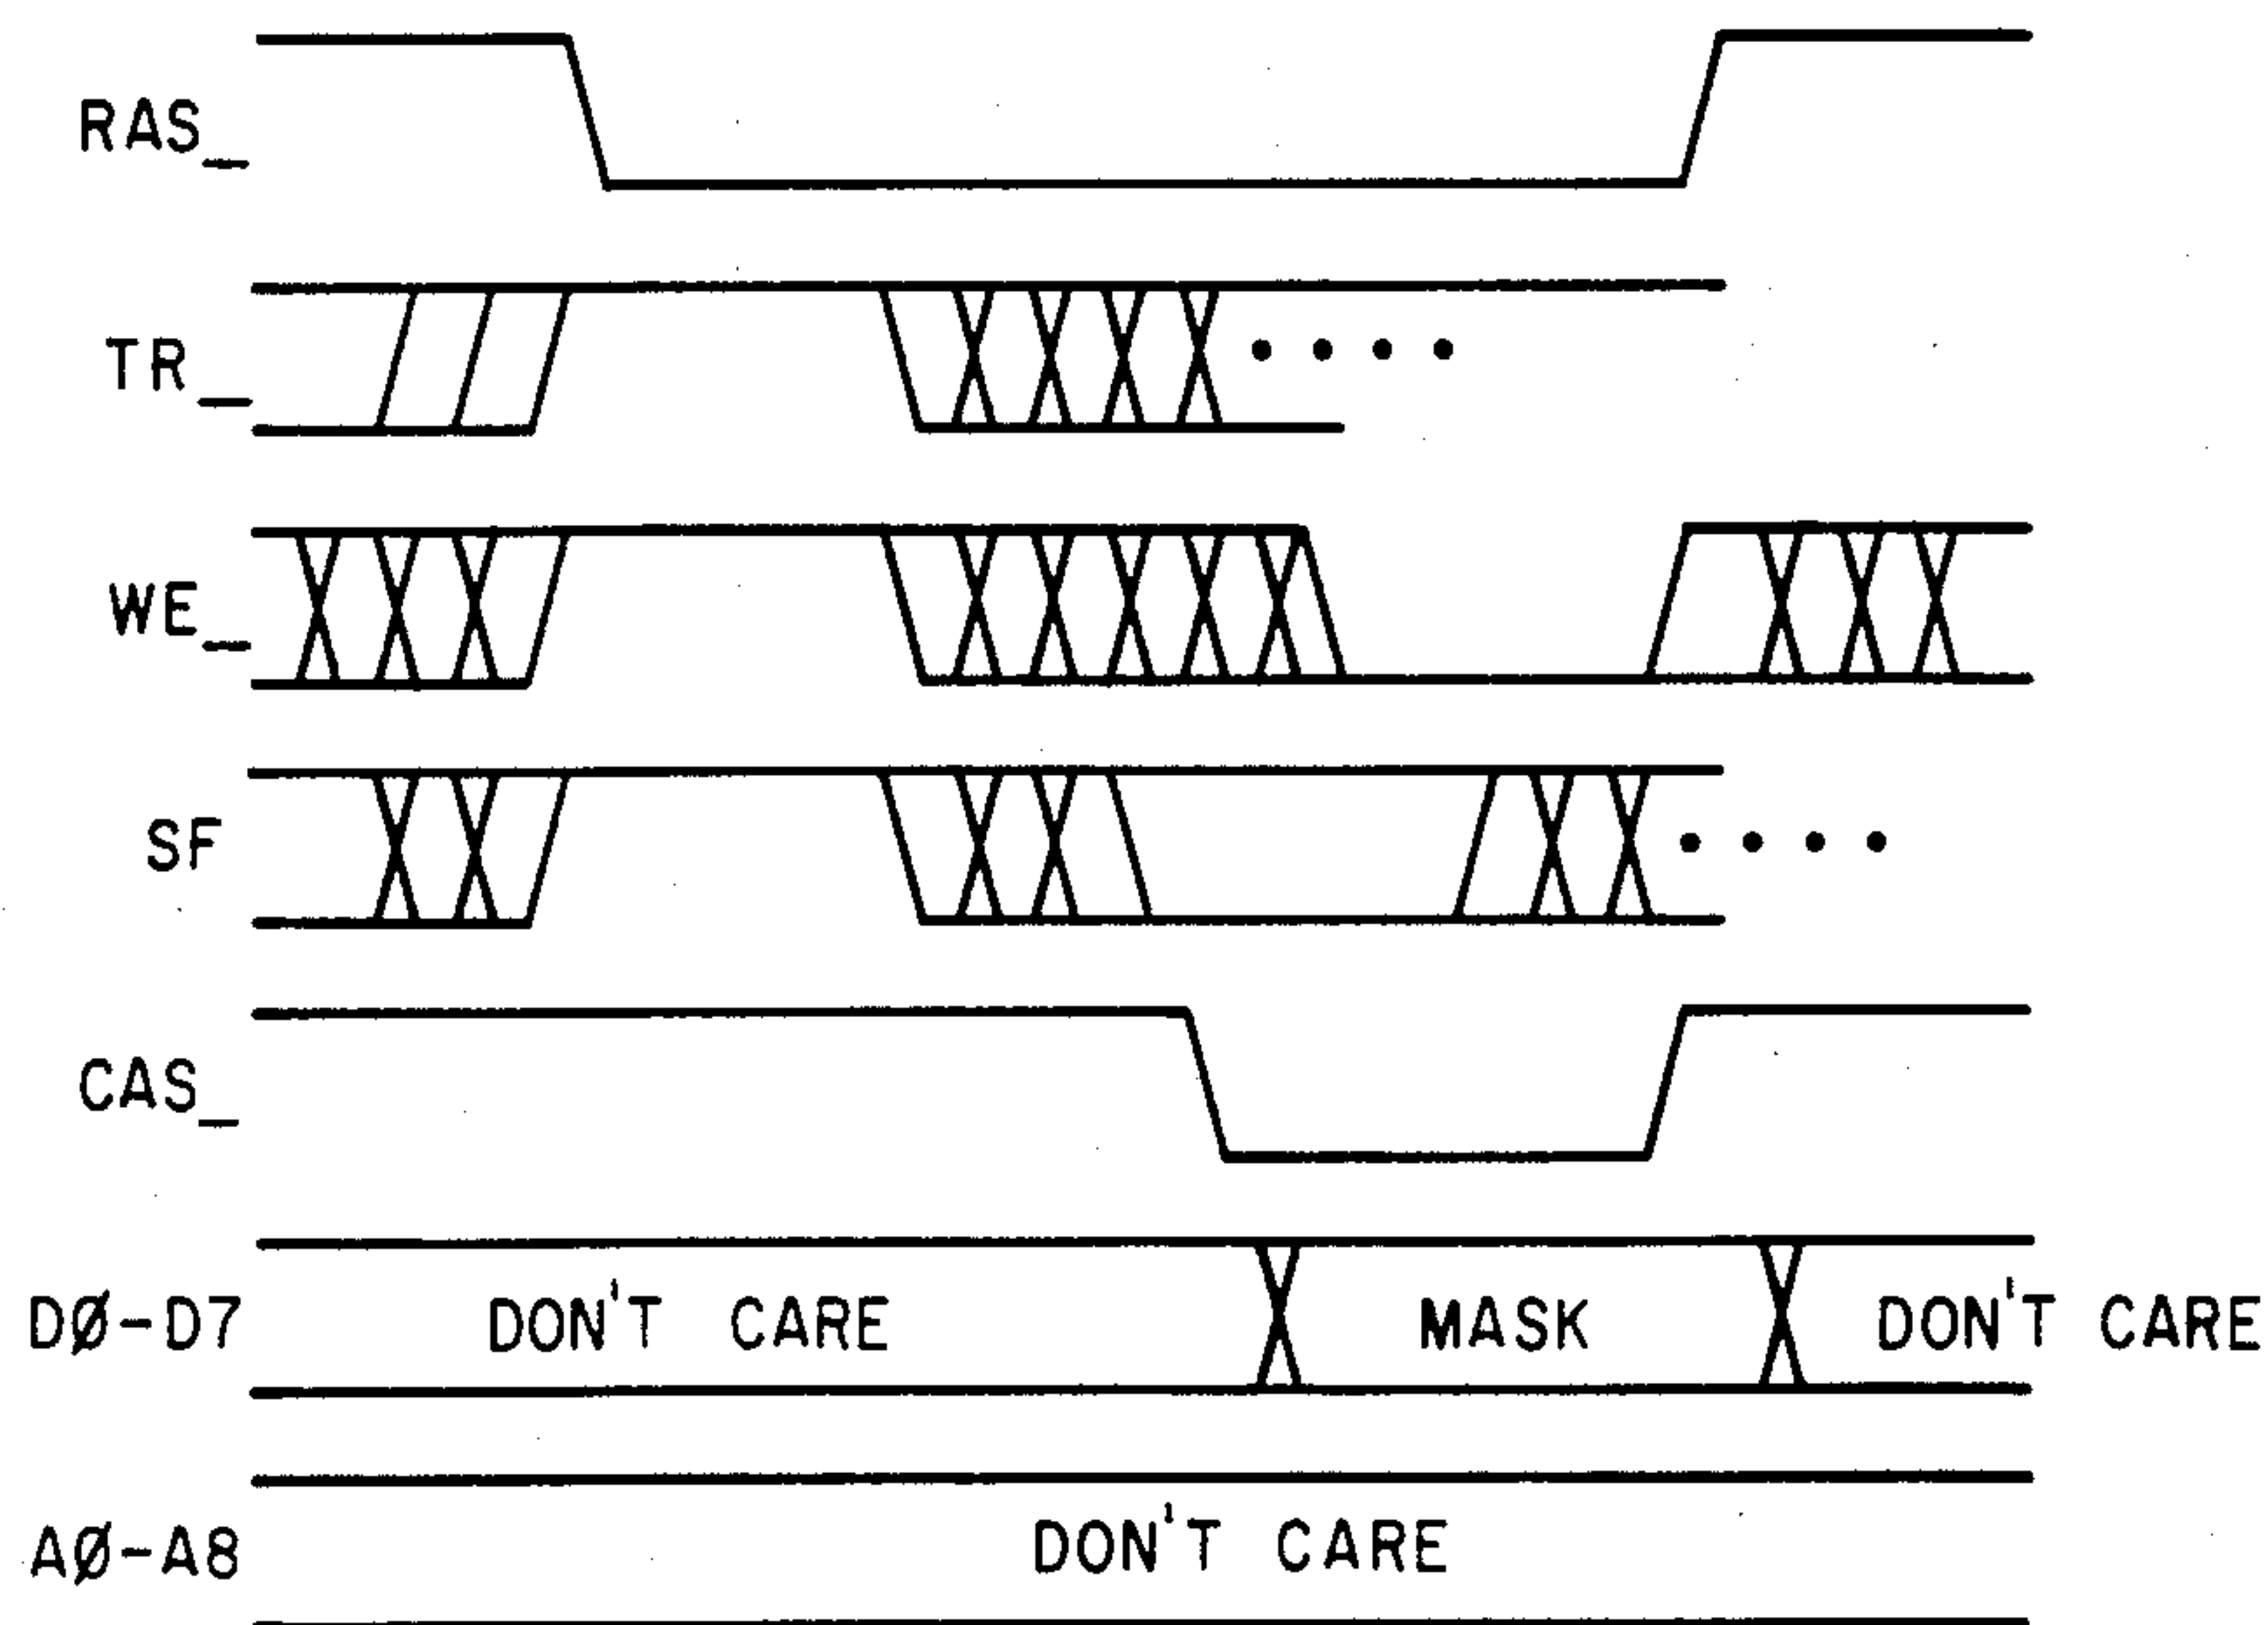 RAS_
TR_
WE_
SF
CAS_
DØ-D7 DON'T CARE MASK DON'T CARE
AØ-A8 DON'T CARE